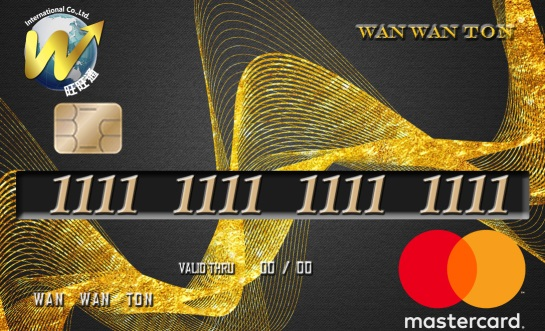 International Co.,Ltd.
W
旺旺通
WAN WAN TON
1111 1111 1111 1111
VALID THRU 00 / 00
WAN WAN TON
mastercard.